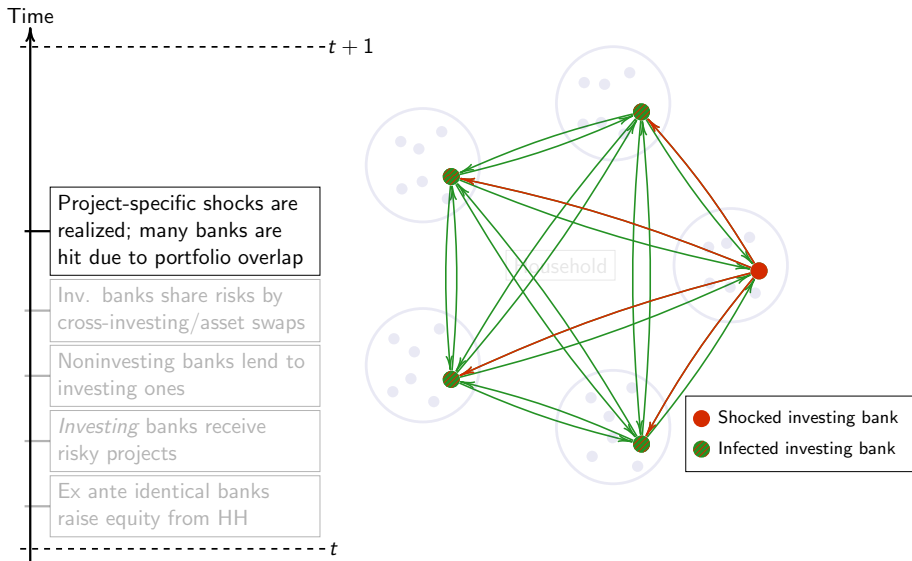 Time
t + 1
Project-specific shocks are
realized; many banks are
hit due to portfolio overlap
Inv. banks share risks by
cross-investing/asset swaps
Noninvesting banks lend to
investing ones
Investing banks receive
risky projects
Ex ante identical banks
raise equity from HH
t
Household
Shocked investing bank
Infected investing bank